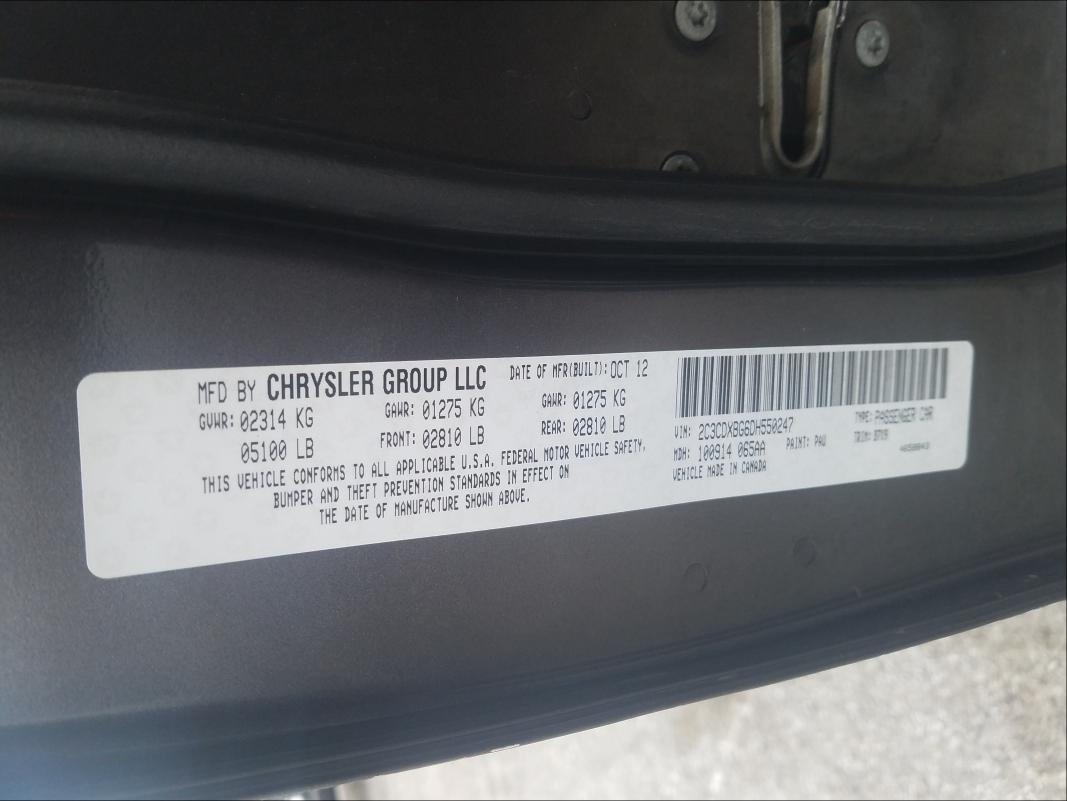 MFD BY CHRYSLER GROUP LLC
DATE OF MFR(BUILT): OCT 12
GVWR: 02314 KG
GAWR: 01275 KG
GAWR: 01275 KG
05100 LB
FRONT: 02810 LB
REAR: 02810 LB
THIS VEHICLE CONFORMS TO ALL APPLICABLE U.S.A. FEDERAL MOTOR VEHICLE SAFETY,
BUMPER AND THEFT PREVENTION STANDARDS IN EFFECT ON
THE DATE OF MANUFACTURE SHOWN ABOVE.
VIN: 2C3CDXBG6DH550247
TYPE: PASSENGER CAR
MDH: 100914 065AA
PAINT: PAU
TRIM:
VEHICLE MADE IN CANADA